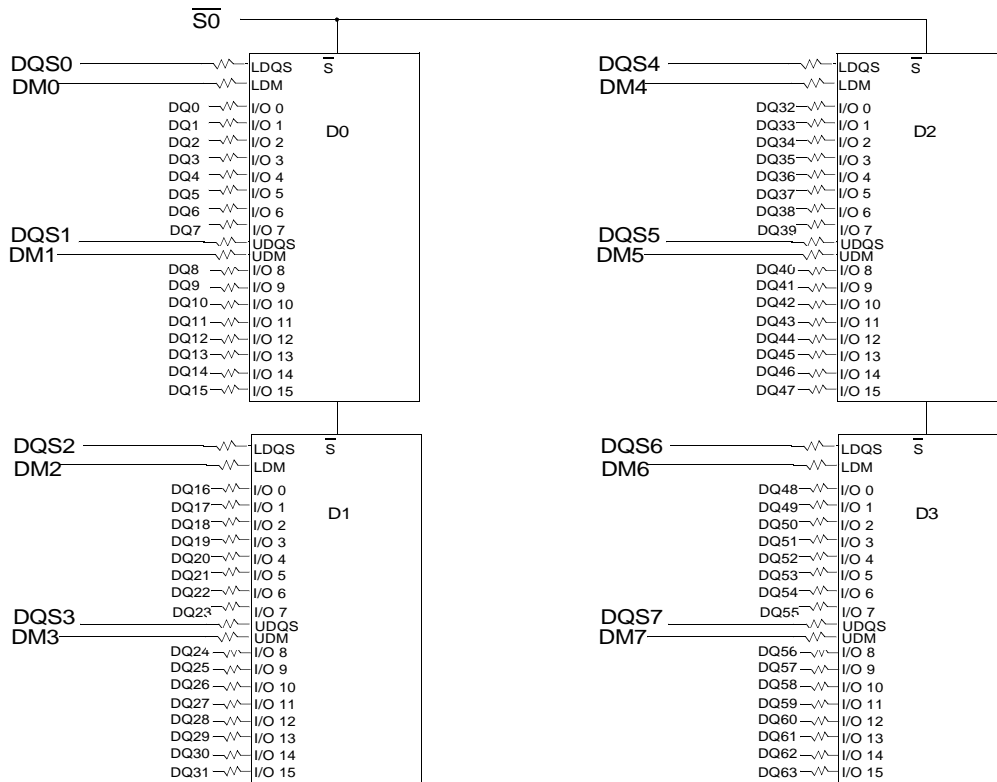 S0
DQS0
DM0
LDQS
S
LDM
DQ0 I/O 0
DQ1 I/O 1
D0
DQ2 I/O 2
DQ3 I/O 3
DQ4 I/O 4
DQ5 I/O 5
DQ6 I/O 6
DQ7 I/O 7
DQS1 UDQS
DM1 UDM
DQ8 I/O 8
DQ9 I/O 9
DQ10 I/O 10
DQ11 I/O 11
DQ12 I/O 12
DQ13 I/O 13
DQ14 I/O 14
DQ15 I/O 15
DQS2
DM2
LDQS
S
LDM
DQ16 I/O 0
DQ17 I/O 1
D1
DQ18 I/O 2
DQ19 I/O 3
DQ20 I/O 4
DQ21 I/O 5
DQ22 I/O 6
DQ23 I/O 7
DQS3 UDQS
DM3 UDM
DQ24 I/O 8
DQ25 I/O 9
DQ26 I/O 10
DQ27 I/O 11
DQ28 I/O 12
DQ29 I/O 13
DQ30 I/O 14
DQ31 I/O 15
DQS4
DM4
LDQS
S
LDM
DQ32 I/O 0
DQ33 I/O 1
D2
DQ34 I/O 2
DQ35 I/O 3
DQ36 I/O 4
DQ37 I/O 5
DQ38 I/O 6
DQ39 I/O 7
DQS5 UDQS
DM5 UDM
DQ40 I/O 8
DQ41 I/O 9
DQ42 I/O 10
DQ43 I/O 11
DQ44 I/O 12
DQ45 I/O 13
DQ46 I/O 14
DQ47 I/O 15
DQS6
DM6
LDQS
S
LDM
DQ48 I/O 0
DQ49 I/O 1
D3
DQ50 I/O 2
DQ51 I/O 3
DQ52 I/O 4
DQ53 I/O 5
DQ54 I/O 6
DQ55 I/O 7
DQS7 UDQS
DM7 UDM
DQ56 I/O 8
DQ57 I/O 9
DQ58 I/O 10
DQ59 I/O 11
DQ60 I/O 12
DQ61 I/O 13
DQ62 I/O 14
DQ63 I/O 15